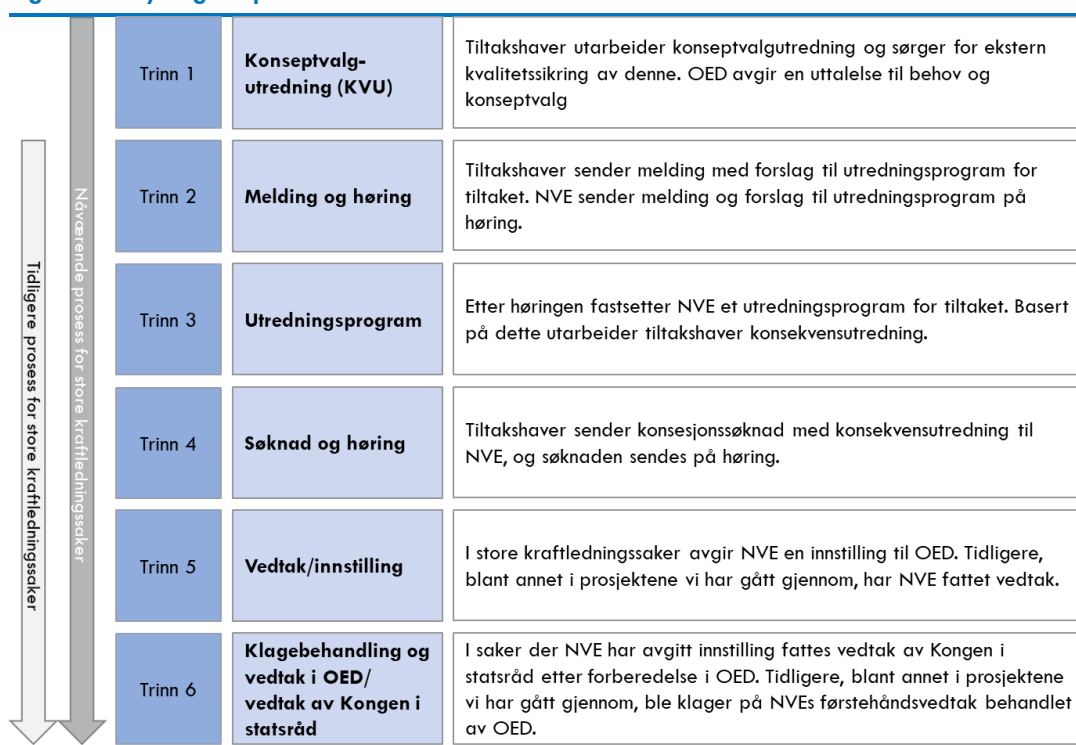 Tidligere prosess for store kraftledningssaker
Nåværende prosess for store kraftledningssaker
Trinn 1
Konseptvalg-
utredning (KVU)
Tiltakshaver utarbeider konseptvalgutredning og sørger for ekstern
kvalitetssikring av denne. OED avgir en uttalelse til behov og
konseptvalg
Trinn 2
Melding og høring
Tiltakshaver sender melding med forslag til utredningsprogram for
tiltaket. NVE sender melding og forslag til utredningsprogram på
høring.
Trinn 3
Utredningsprogram
Etter høringen fastsetter NVE et utredningsprogram for tiltaket. Basert
på dette utarbeider tiltakshaver konsekvensutredning.
Trinn 4
Søknad og høring
Tiltakshaver sender konsesjonssøknad med konsekvensutredning til
NVE, og søknaden sendes på høring.
Trinn 5
Vedtak/innstilling
I store kraftledningssaker avgir NVE en innstilling til OED. Tidligere,
blant annet i prosjektene vi har gått gjennom, har NVE fattet vedtak.
Trinn 6
Klagebehandling og
vedtak i OED/
vedtak av Kongen i
statsråd
I saker der NVE har avgitt innstilling fattes vedtak av Kongen i
statsråd etter forberedelse i OED. Tidligere, blant annet i prosjektene
vi har gått gjennom, ble klager på NVEs førstehåndsvedtak behandlet
av OED.